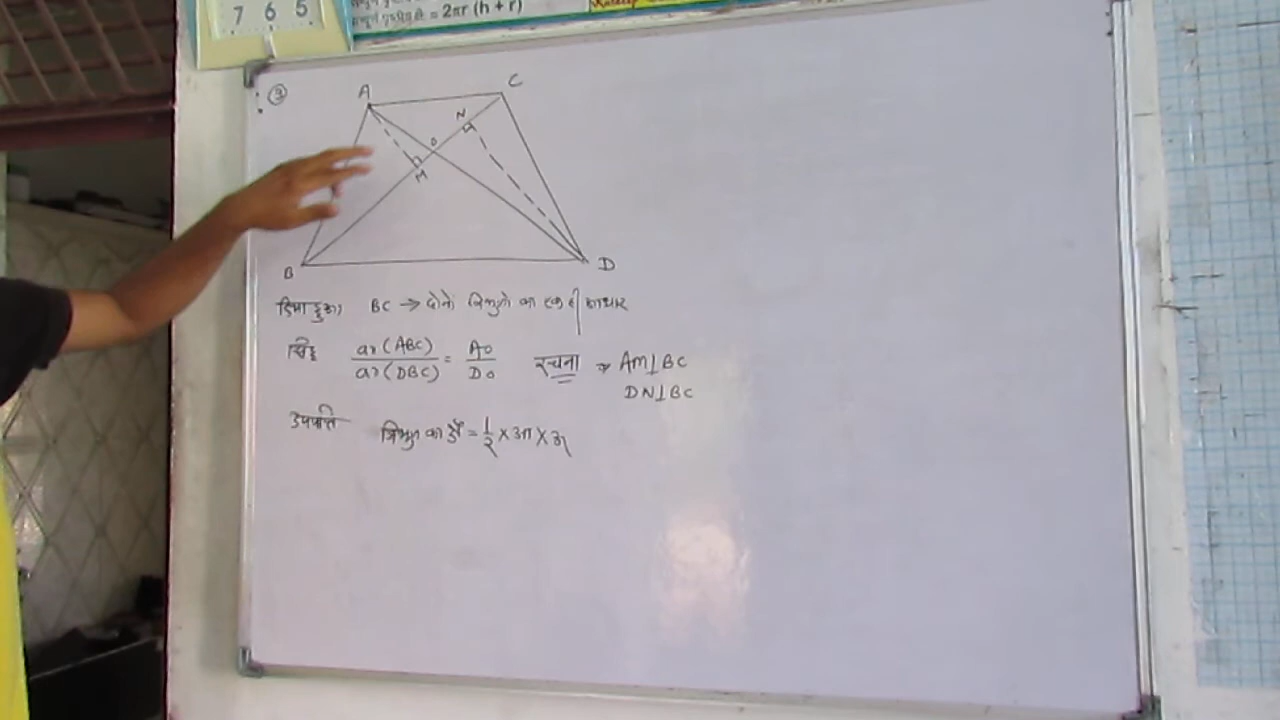 7 6 5
= 2πr (h + r)
③
A C
N
O
M
B D
दिया हुआ BC → दोनों त्रिभुजो का एक ही आधार
सिद्ध ar(ABC) / ar(DBC) = AO / DO रचना → AM⊥BC
DN⊥BC
उपपत्ति त्रिभुज का क्षे = 1/2 × आ × उ